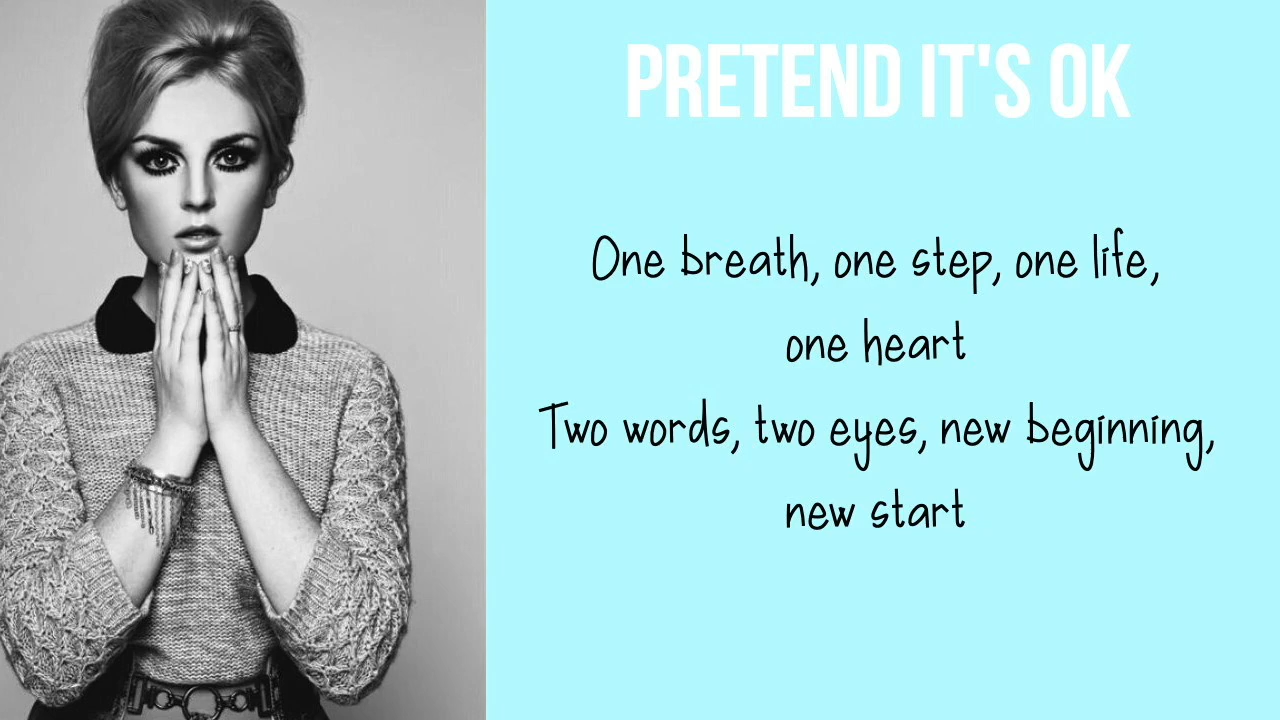 PRETEND IT'S OK
One breath, one step, one life,
one heart
Two words, two eyes, new beginning,
new start